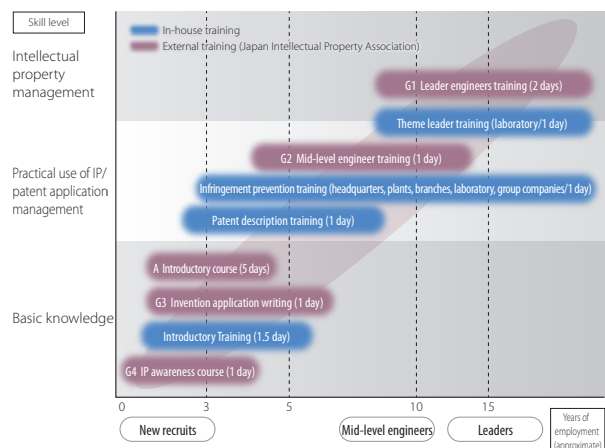 Skill level
In-house training
External training (Japan Intellectual Property Association)
Intellectual
property
management
G1 Leader engineers training (2 days)
Theme leader training (laboratory/1 day)
Practical use of IP/
patent application
management
G2 Mid-level engineer training (1 day)
Infringement prevention training (headquarters, plants, branches, laboratory, group companies/1 day)
Patent description training (1 day)
Basic knowledge
A Introductory course (5 days)
G3 Invention application writing (1 day)
Introductory Training (1.5 day)
G4 IP awareness course (1 day)
0 3 5 10 15
New recruits
Mid-level engineers
Leaders
Years of
employment
(approximate)